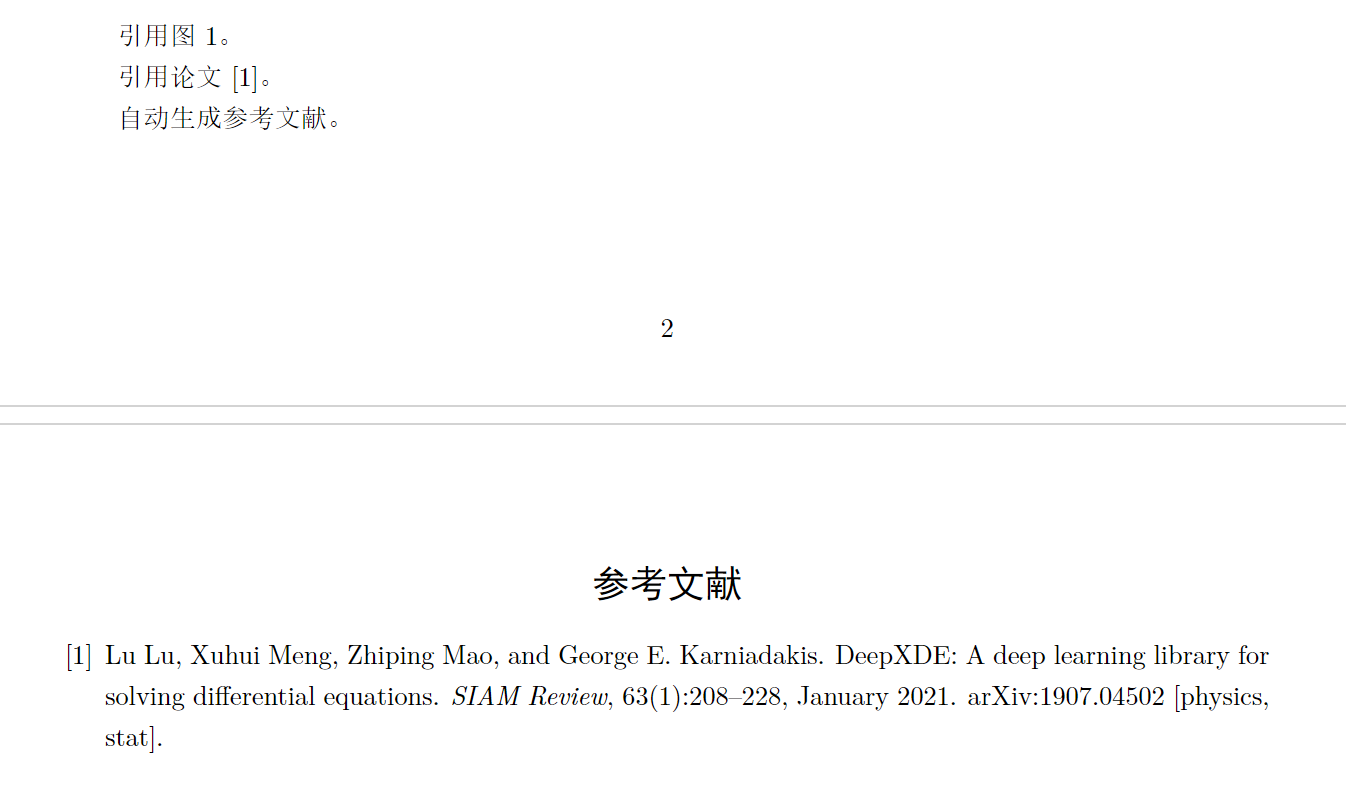 引用图 1。
引用论文 [1]。
自动生成参考文献。
2
参考文献
[1] Lu Lu, Xuhui Meng, Zhiping Mao, and George E. Karniadakis. DeepXDE: A deep learning library for
solving differential equations. SIAM Review, 63(1):208–228, January 2021. arXiv:1907.04502 [physics,
stat].